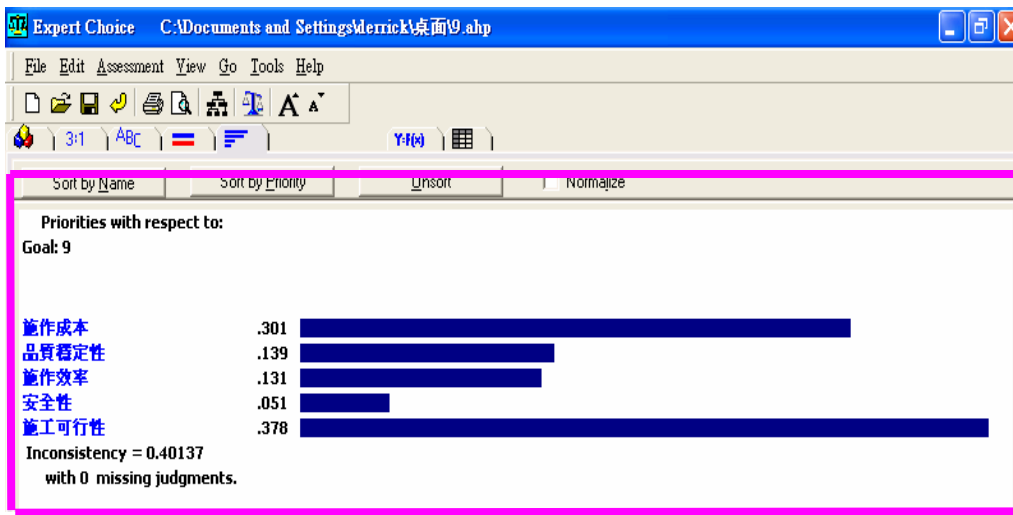 Expert Choice C:\Documents and Settings\derrick\桌面\9.ahp
File Edit Assessment View Go Tools Help
A A
3:1 ABC Y=F(x)
Sort by Name Sort by Priority Unsort Normalize
Priorities with respect to:
Goal: 9
施作成本 .301
品質穩定性 .139
施作效率 .131
安全性 .051
施工可行性 .378
Inconsistency = 0.40137
with 0 missing judgments.